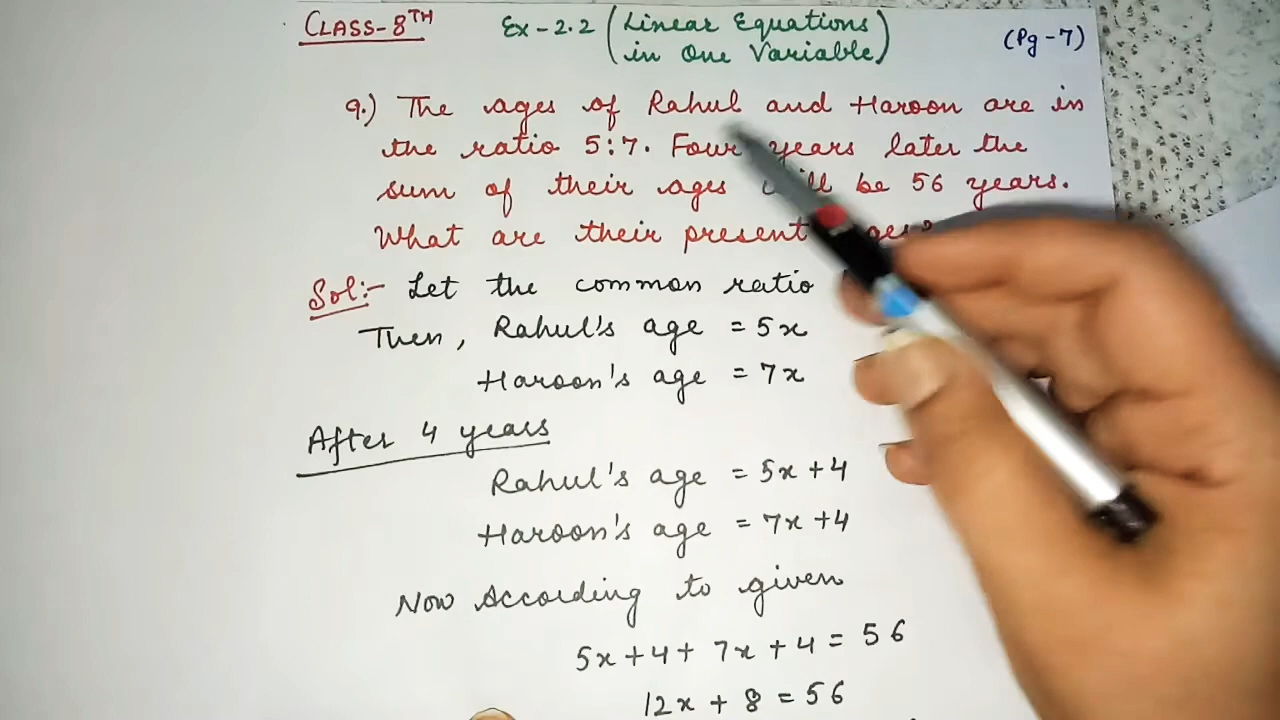 CLASS-8TH Ex-2.2 (Linear Equations in One Variable) (Pg-7)
9.) The ages of Rahul and Haroon are in
the ratio 5:7. Four years later the
sum of their ages will be 56 years.
What are their present ages?
Sol:- Let the common ratio
Then, Rahul's age = 5x
Haroon's age = 7x
After 4 years
Rahul's age = 5x+4
Haroon's age = 7x+4
Now According to given
5x+4+ 7x+4 = 56
12x + 8 = 56